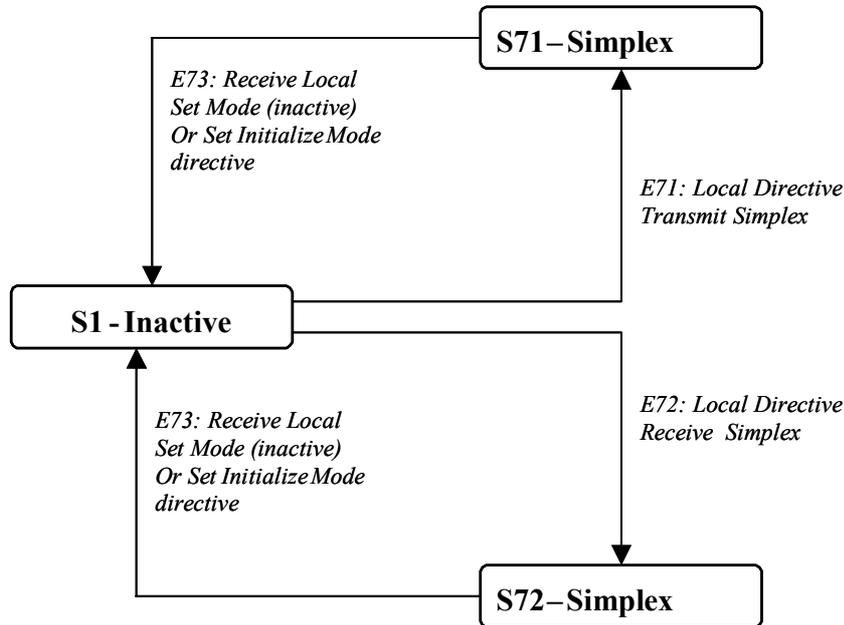 S71–Simplex
E73: Receive Local
Set Mode (inactive)
Or Set Initialize Mode
directive
E71: Local Directive
Transmit Simplex
S1 - Inactive
E73: Receive Local
Set Mode (inactive)
Or Set Initialize Mode
directive
E72: Local Directive
Receive Simplex
S72–Simplex